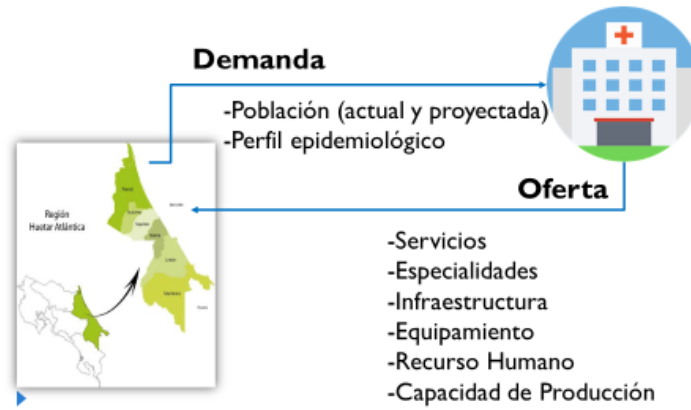 Demanda
-Población (actual y proyectada)
-Perfil epidemiológico
Oferta
-Servicios
-Especialidades
-Infraestructura
-Equipamiento
-Recurso Humano
-Capacidad de Producción
Región
Huetar Atlántica